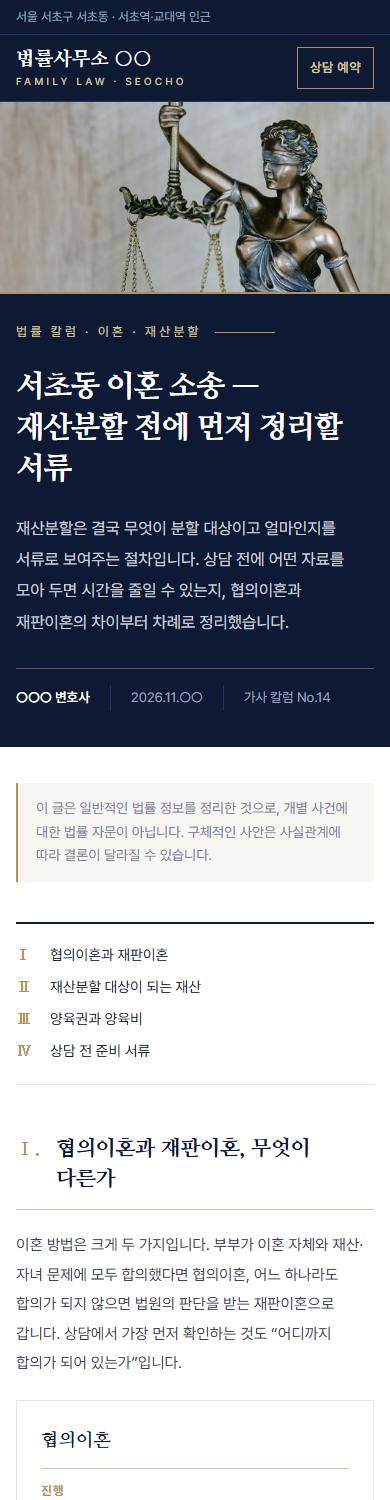 서울 서초구 서초동 · 서초역·교대역 인근
법률사무소 ○○
상담 예약
FAMILY LAW · SEOCHO
법률 칼럼 · 이혼 · 재산분할
서초동 이혼 소송 —
재산분할 전에 먼저 정리할
서류
재산분할은 결국 무엇이 분할 대상이고 얼마인지를
서류로 보여주는 절차입니다. 상담 전에 어떤 자료를
모아 두면 시간을 줄일 수 있는지, 협의이혼과
재판이혼의 차이부터 차례로 정리했습니다.
○○○ 변호사
2026.11.○○
가사 칼럼 No.14
이 글은 일반적인 법률 정보를 정리한 것으로, 개별 사건에
대한 법률 자문이 아닙니다. 구체적인 사안은 사실관계에
따라 결론이 달라질 수 있습니다.
Ⅰ 협의이혼과 재판이혼
Ⅱ 재산분할 대상이 되는 재산
Ⅲ 양육권과 양육비
Ⅳ 상담 전 준비 서류
Ⅰ. 협의이혼과 재판이혼, 무엇이
다른가
이혼 방법은 크게 두 가지입니다. 부부가 이혼 자체와 재산·
자녀 문제에 모두 합의했다면 협의이혼, 어느 하나라도
합의가 되지 않으면 법원의 판단을 받는 재판이혼으로
갑니다. 상담에서 가장 먼저 확인하는 것도 “어디까지
합의가 되어 있는가”입니다.
협의이혼
진행